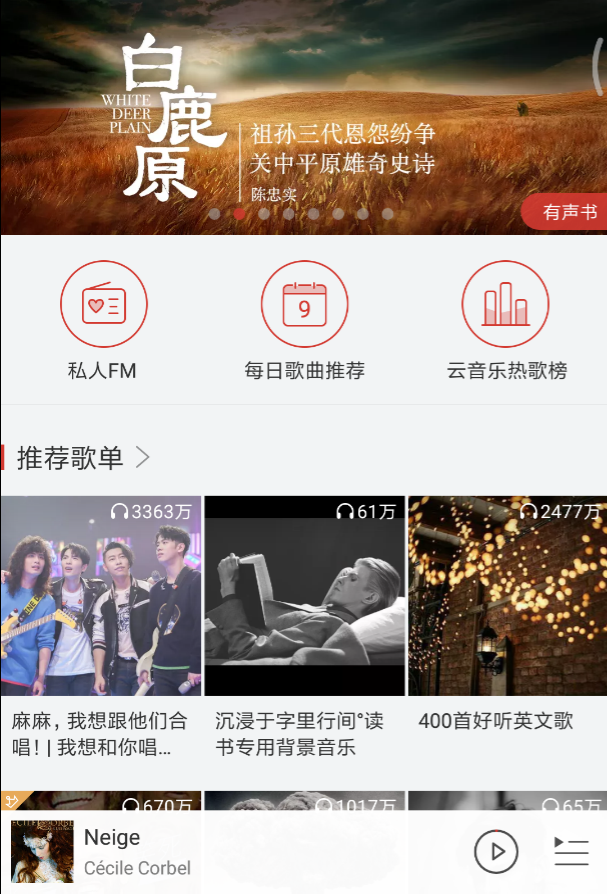 白鹿原
WHITE
DEER
PLAIN
祖孙三代恩怨纷争
关中平原雄奇史诗
陈忠实
有声书
9
私人FM
每日歌曲推荐
云音乐热歌榜
推荐歌单
3363万
61万
2477万
麻麻，我想跟他们合
唱！| 我想和你唱...
沉浸于字里行间°读
书专用背景音乐
400首好听英文歌
670万
1017万
65万
Neige
Cécile Corbel